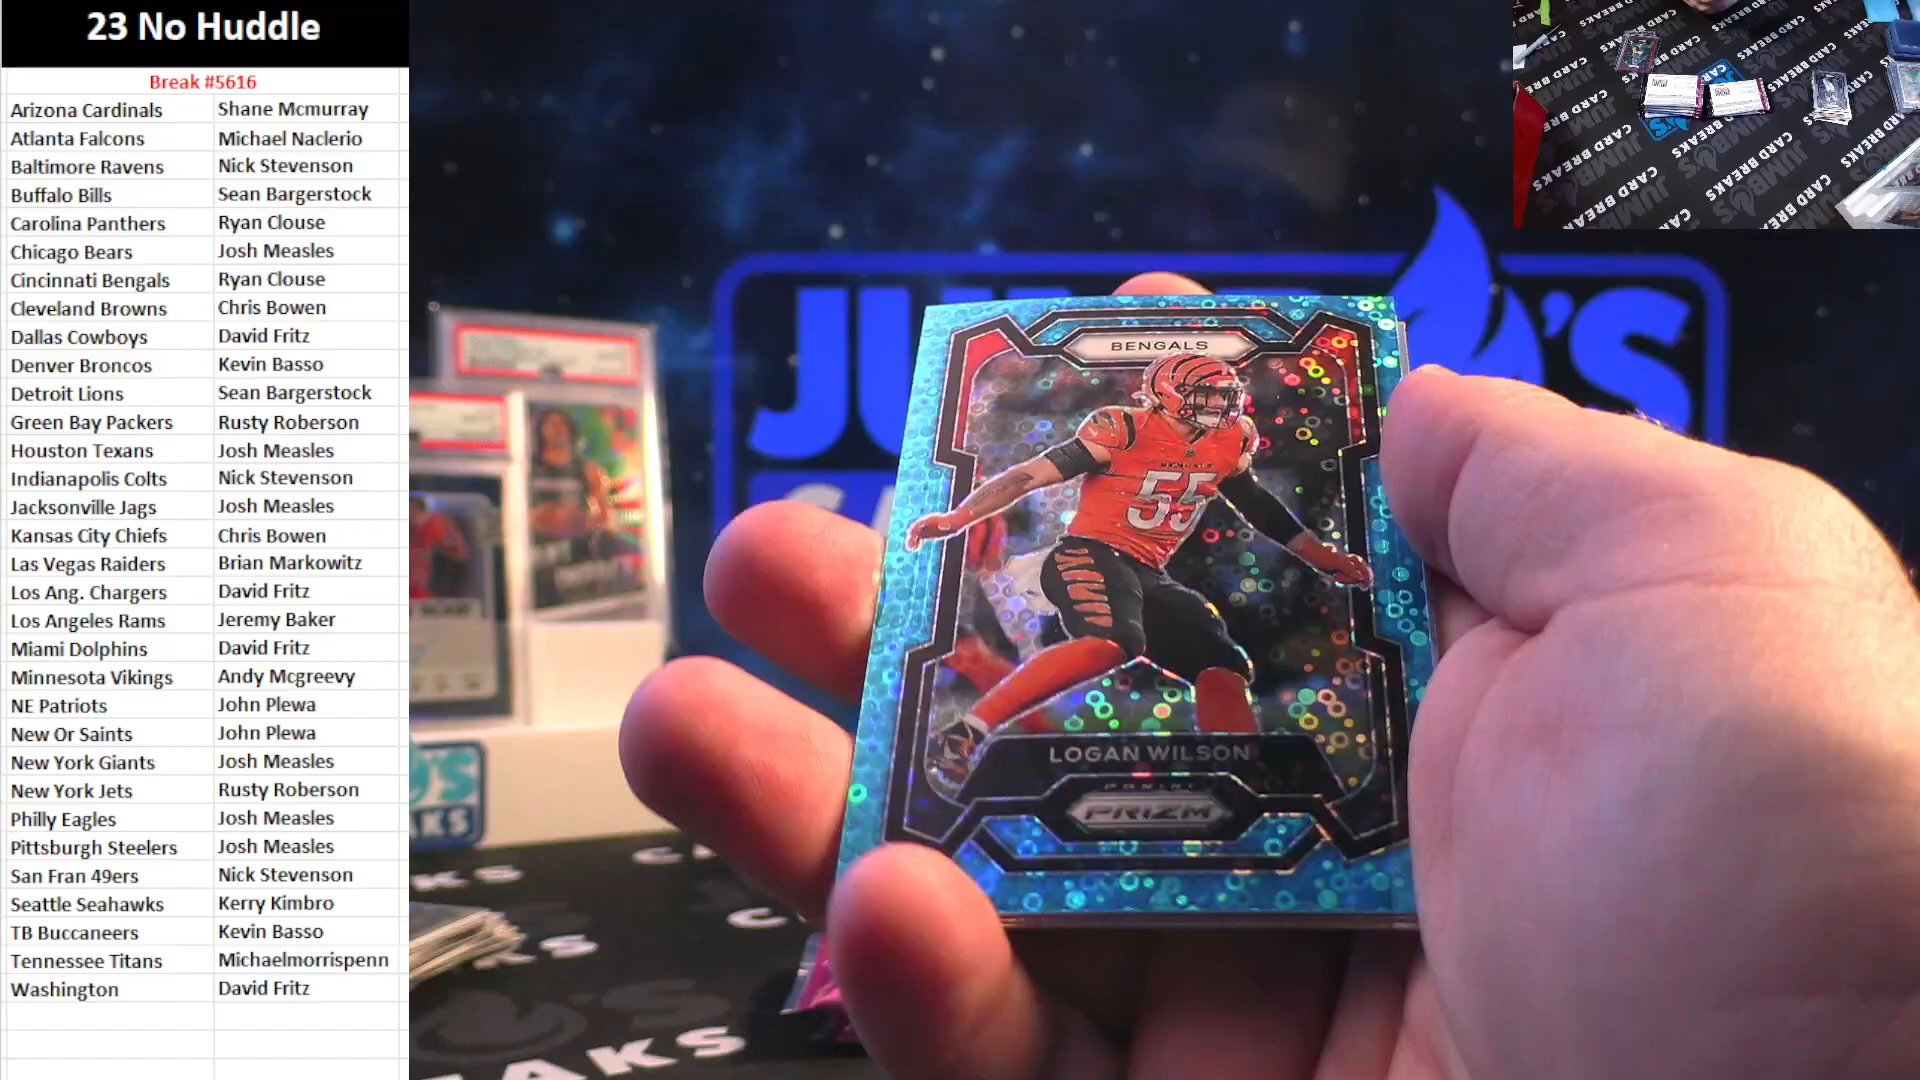 23 No Huddle
Break #5616
Arizona Cardinals Shane Mcmurray
Atlanta Falcons Michael Naclerio
Baltimore Ravens Nick Stevenson
Buffalo Bills Sean Bargerstock
Carolina Panthers Ryan Clouse
Chicago Bears Josh Measles
Cincinnati Bengals Ryan Clouse
Cleveland Browns Chris Bowen
Dallas Cowboys David Fritz
Denver Broncos Kevin Basso
Detroit Lions Sean Bargerstock
Green Bay Packers Rusty Roberson
Houston Texans Josh Measles
Indianapolis Colts Nick Stevenson
Jacksonville Jags Josh Measles
Kansas City Chiefs Chris Bowen
Las Vegas Raiders Brian Markowitz
Los Ang. Chargers David Fritz
Los Angeles Rams Jeremy Baker
Miami Dolphins David Fritz
Minnesota Vikings Andy Mcgreevy
NE Patriots John Plewa
New Or Saints John Plewa
New York Giants Josh Measles
New York Jets Rusty Roberson
Philly Eagles Josh Measles
Pittsburgh Steelers Josh Measles
San Fran 49ers Nick Stevenson
Seattle Seahawks Kerry Kimbro
TB Buccaneers Kevin Basso
Tennessee Titans Michaelmorrispenn
Washington David Fritz
BENGALS
BENGALS
55
LOGAN WILSON
PANINI
PRIZM
CARD BREAKS
JUMBO'S